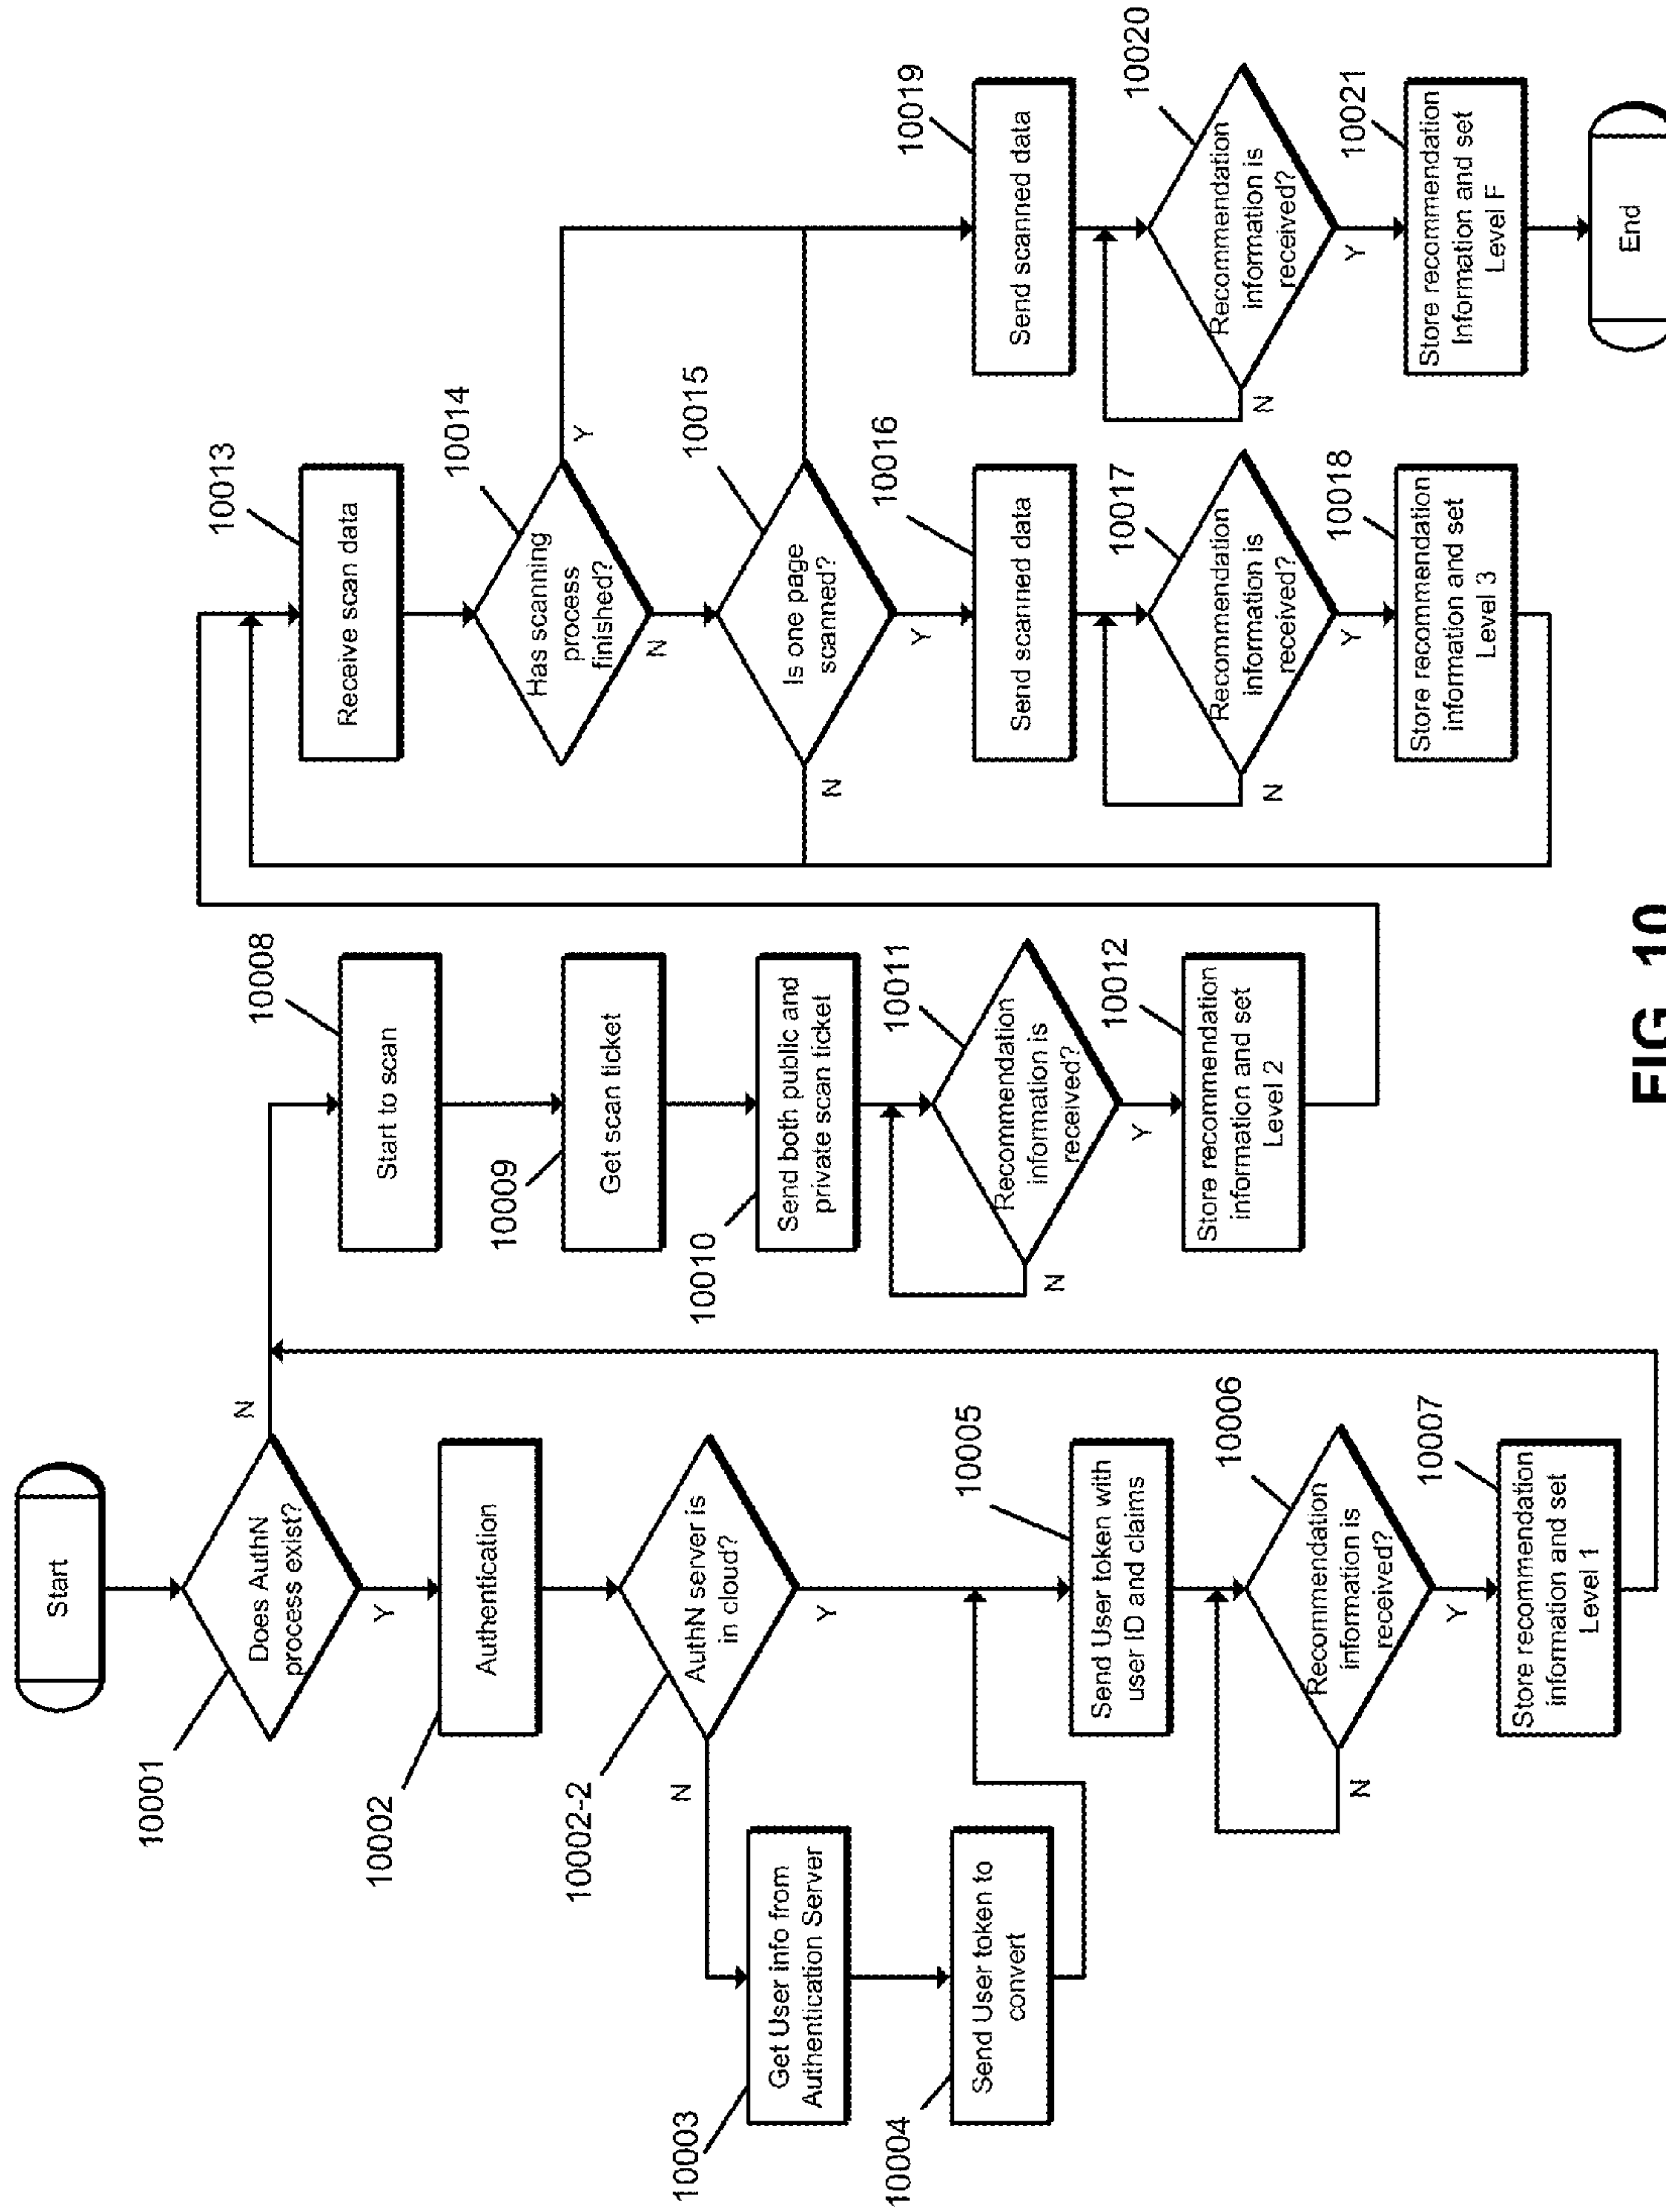 Start
10001
Does AuthN
process exist?
N
Y
10002
Authentication
10002-2
AuthN server is
in cloud?
N
Y
10003
Get User info from
Authentication Server
10004
Send User token to
convert
10005
Send User token with
user ID and claims
10006
Recommendation
information is
received?
N
Y
10007
Store recommendation
information and set
Level 1
10008
Start to scan
10009
Get scan ticket
10010
Send both public and
private scan ticket
10011
Recommendation
information is
received?
N
Y
10012
Store recommendation
information and set
Level 2
10013
Receive scan data
10014
Has scanning
process
finished?
Y
N
10015
Is one page
scanned?
N
Y
10016
Send scanned data
10017
Recommendation
information is
received?
N
Y
10018
Store recommendation
information and set
Level 3
10019
Send scanned data
10020
Recommendation
information is
received?
N
Y
10021
Store recommendation
Information and set
Level F
End
FIG 10